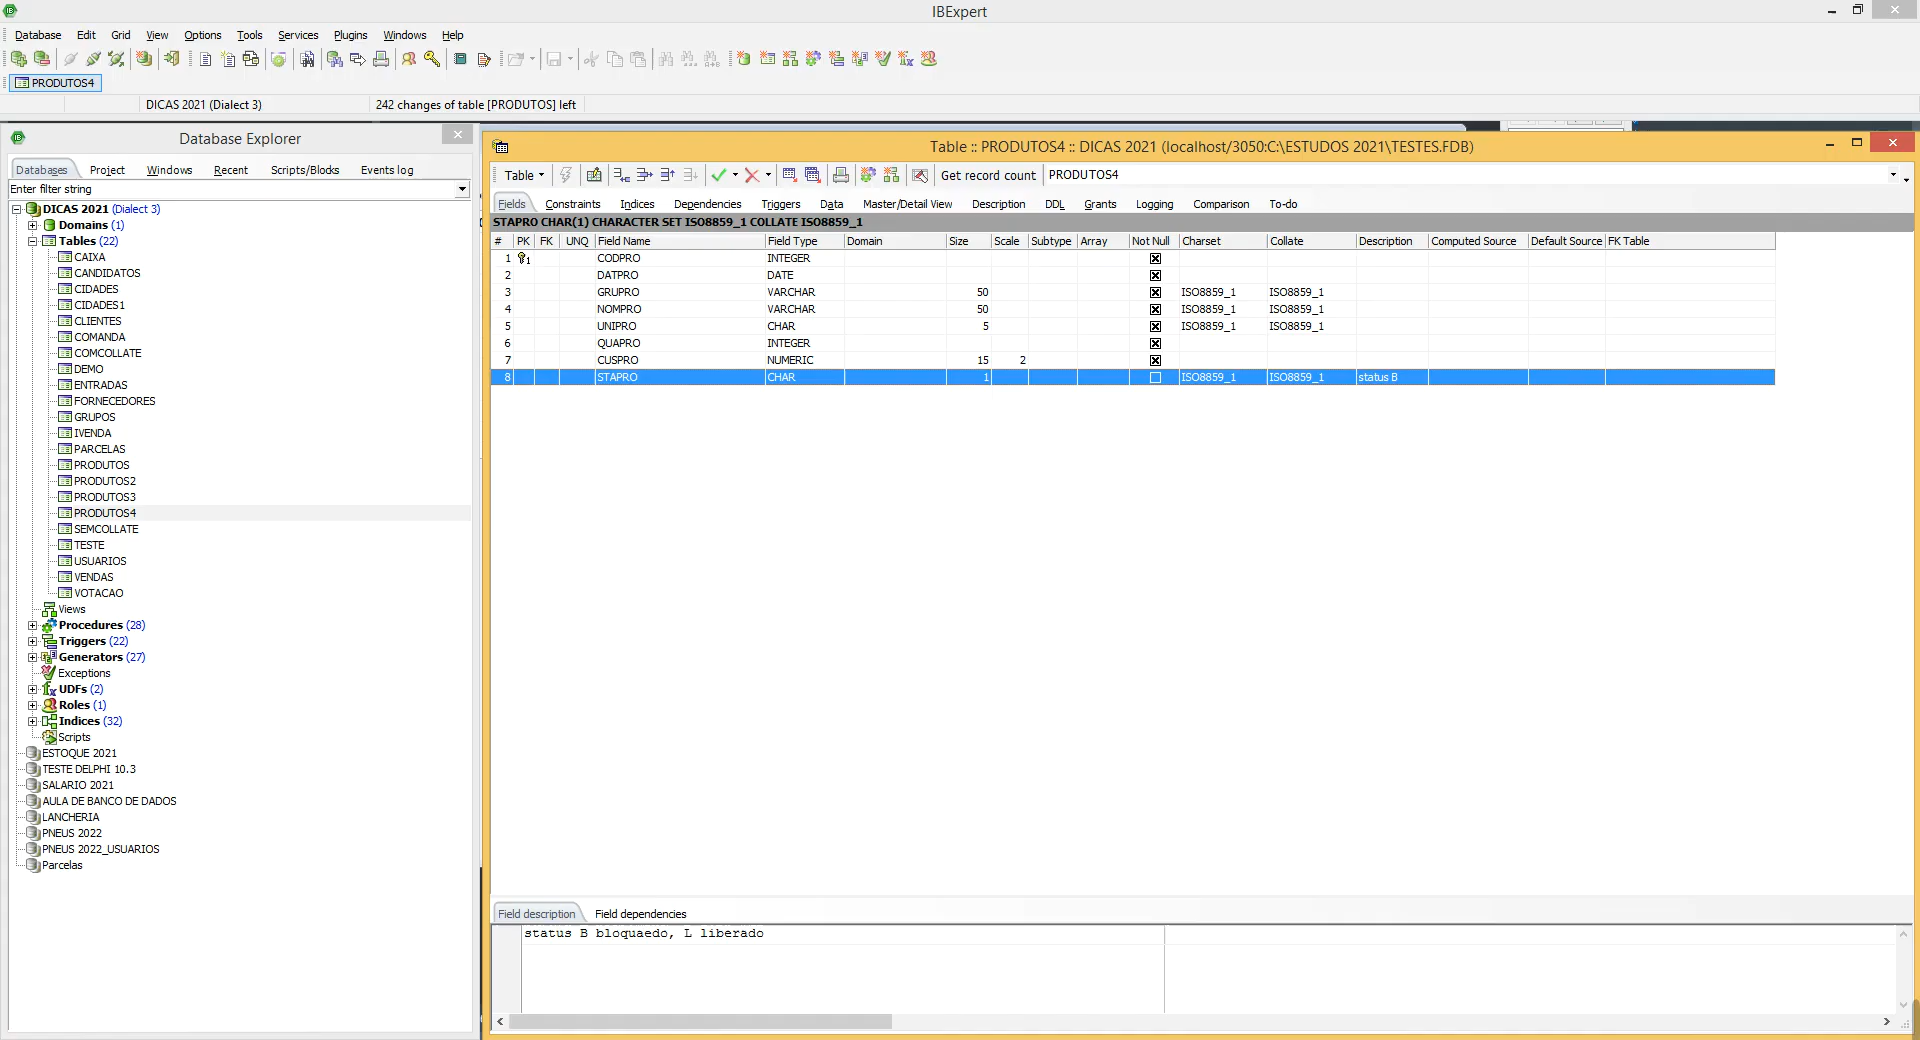 IBExpert
Database Edit Grid View Options Tools Services Plugins Windows Help
PRODUTOS4
DICAS 2021 (Dialect 3) 242 changes of table [PRODUTOS] left
Database Explorer
Databases Project Windows Recent Scripts/Blocks Events log
Enter filter string
DICAS 2021 (Dialect 3)
Domains (1)
Tables (22)
CAIXA
CANDIDATOS
CIDADES
CIDADES1
CLIENTES
COMANDA
COMCOLLATE
DEMO
ENTRADAS
FORNECEDORES
GRUPOS
IVENDA
PARCELAS
PRODUTOS
PRODUTOS2
PRODUTOS3
PRODUTOS4
SEMCOLLATE
TESTE
USUARIOS
VENDAS
VOTACAO
Views
Procedures (28)
Triggers (22)
Generators (27)
Exceptions
UDFs (2)
Roles (1)
Indices (32)
Scripts
ESTOQUE 2021
TESTE DELPHI 10.3
SALARIO 2021
AULA DE BANCO DE DADOS
LANCHERIA
PNEUS 2022
PNEUS 2022_USUARIOS
Parcelas
Table :: PRODUTOS4 :: DICAS 2021 (localhost/3050:C:\ESTUDOS 2021\TESTES.FDB)
Table Get record count PRODUTOS4
Fields Constraints Indices Dependencies Triggers Data Master/Detail View Description DDL Grants Logging Comparison To-do
STAPRO CHAR(1) CHARACTER SET ISO8859_1 COLLATE ISO8859_1
# PK FK UNQ Field Name Field Type Domain Size Scale Subtype Array Not Null Charset Collate Description Computed Source Default Source FK Table
1 1 CODPRO INTEGER
2 DATPRO DATE
3 GRUPRO VARCHAR 50 ISO8859_1 ISO8859_1
4 NOMPRO VARCHAR 50 ISO8859_1 ISO8859_1
5 UNIPRO CHAR 5 ISO8859_1 ISO8859_1
6 QUAPRO INTEGER
7 CUSPRO NUMERIC 15 2
8 STAPRO CHAR 1 ISO8859_1 ISO8859_1 status B
Field description Field dependencies
status B bloquaedo, L liberado